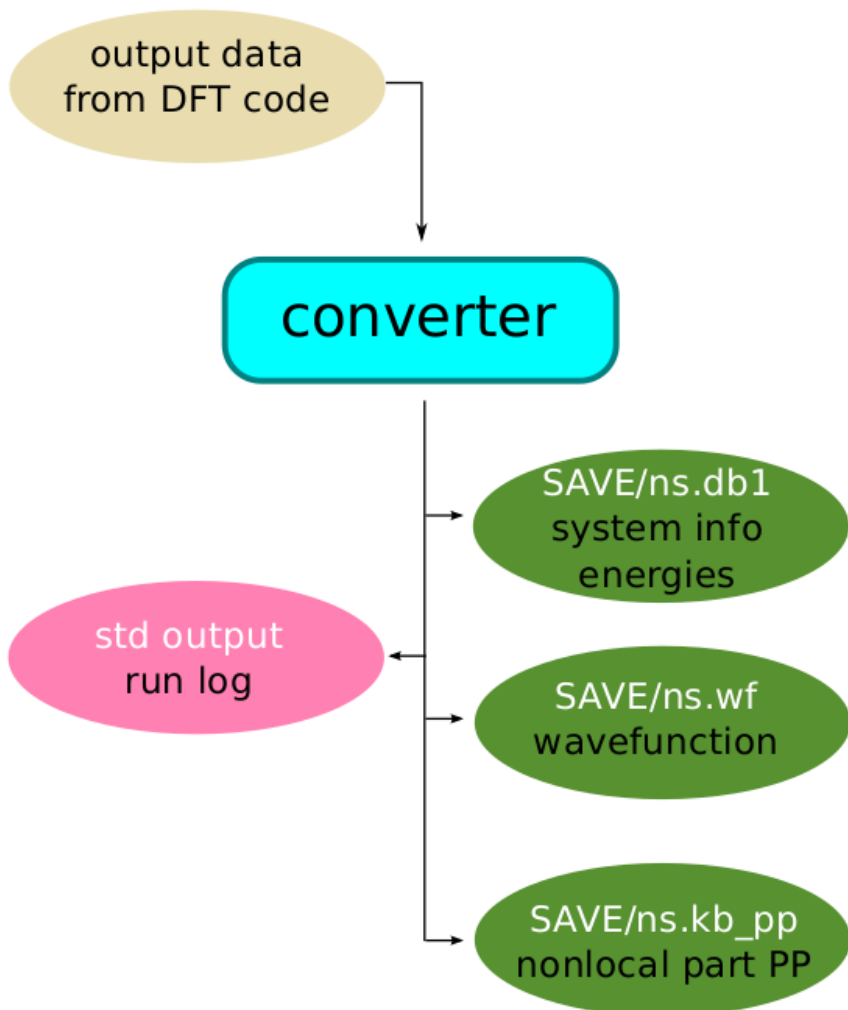 output data
from DFT code
converter
SAVE/ns.db1
system info
energies
std output
run log
SAVE/ns.wf
wavefunction
SAVE/ns.kb_pp
nonlocal part PP